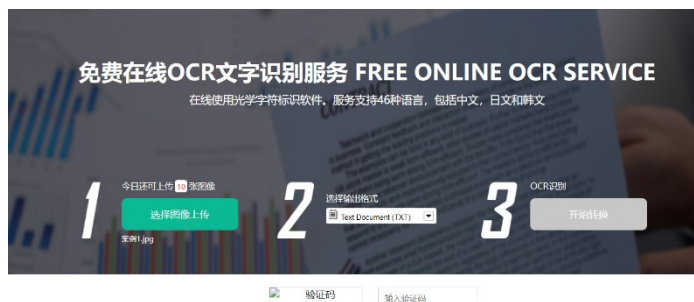 免费在线OCR文字识别服务 FREE ONLINE OCR SERVICE
在线使用光学字符标识软件。服务支持46种语言，包括中文，日文和韩文
1
今日还可上传 10 张图像
选择图像上传
案例1.jpg
2
选择输出格式
Text Document (TXT)
3
OCR识别
开始转换
验证码
输入验证码